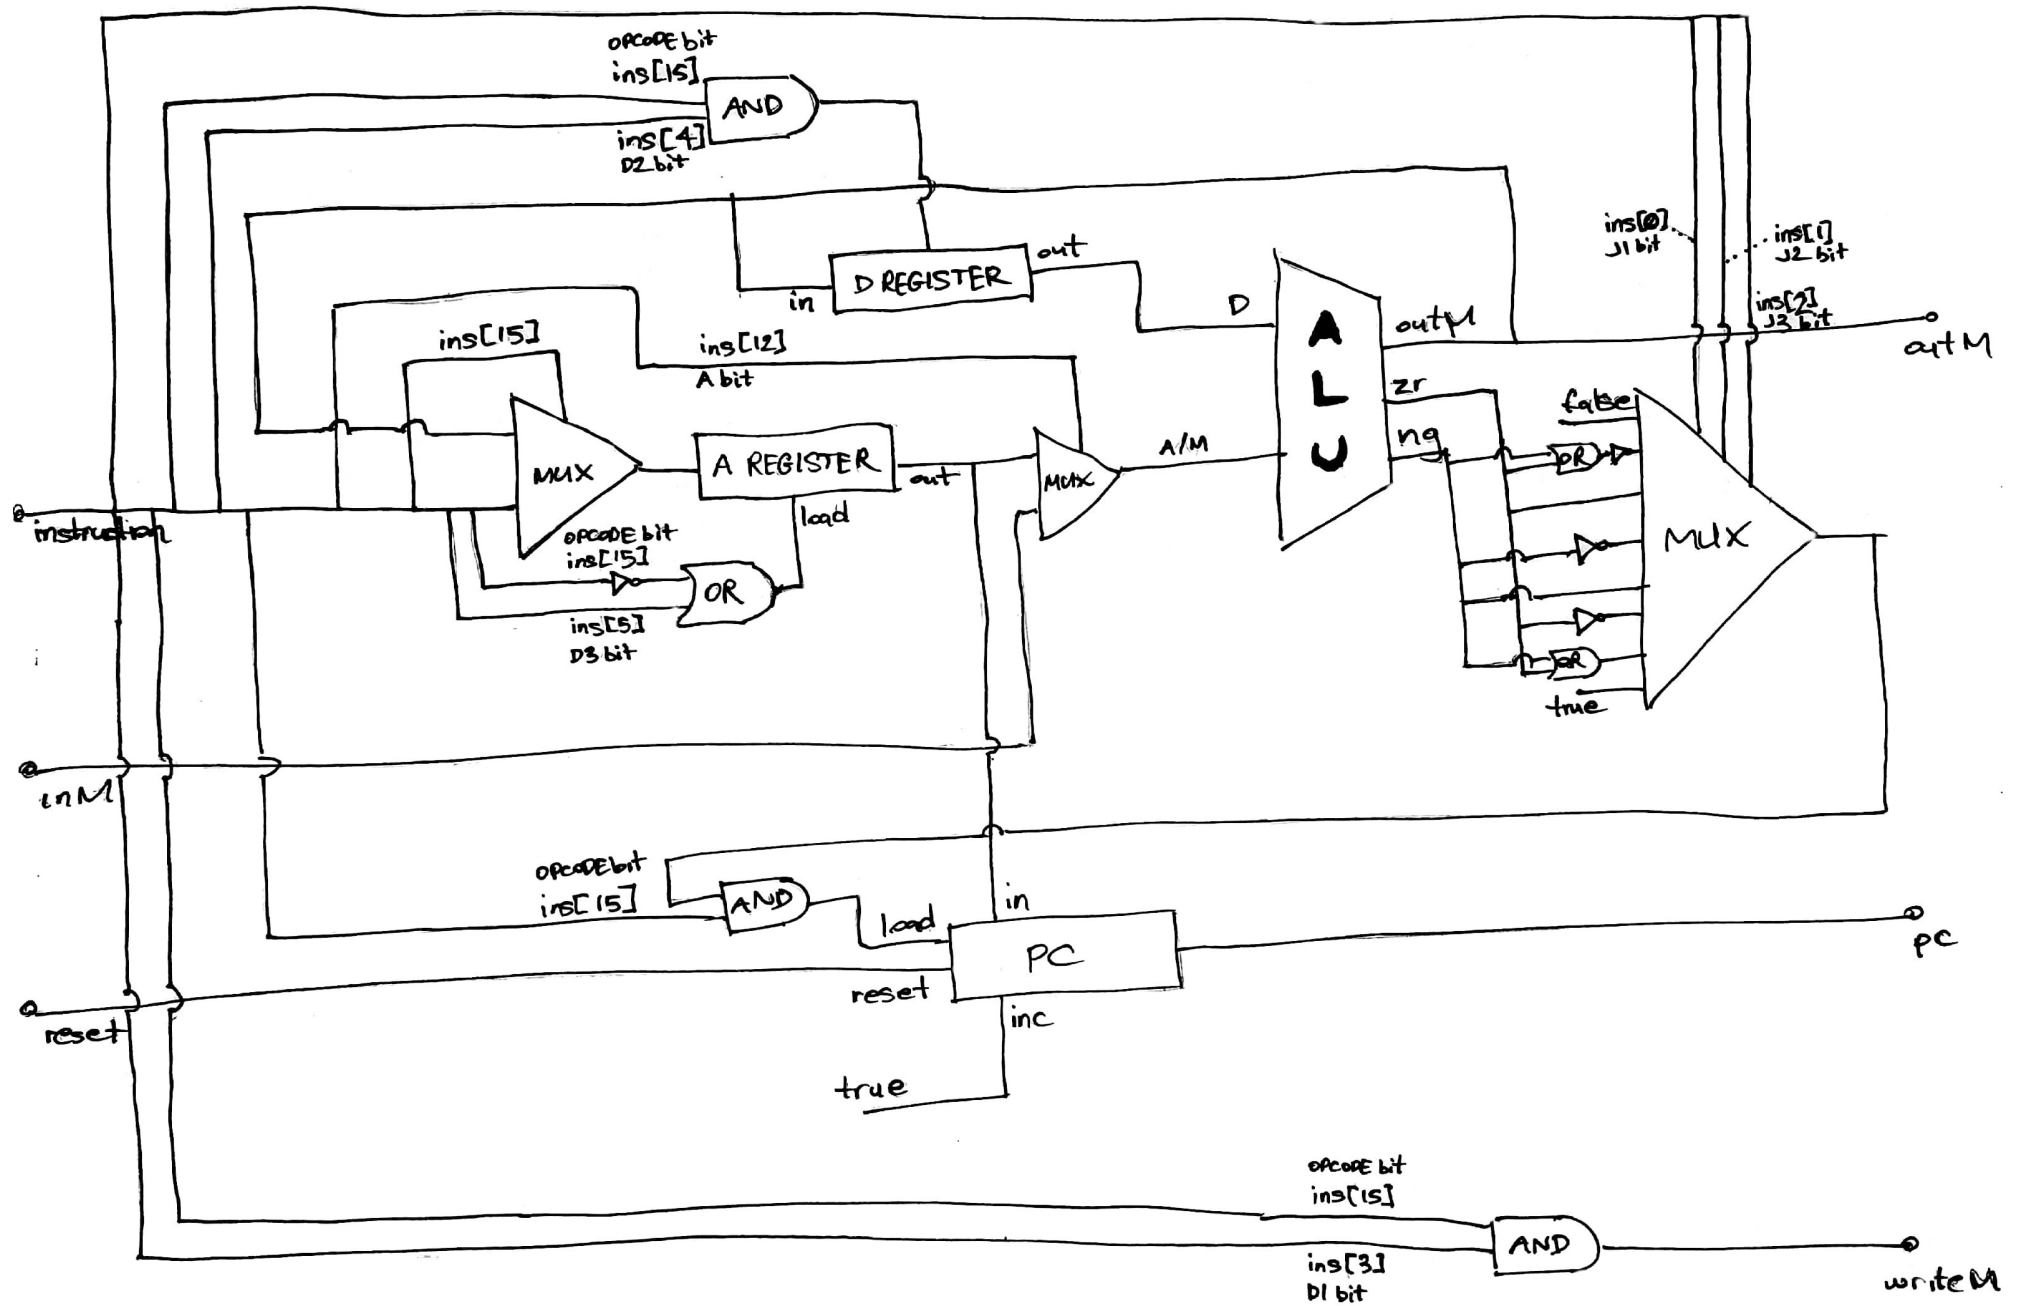 OPCODE bit
ins[15]
AND
ins[4]
D2 bit
ins[0]
J1 bit
ins[1]
J2 bit
ins[2]
J3 bit
out
D REGISTER
in
D
ALU
outM
outM
zr
ng
ins[15]
ins[12]
A bit
false
OR
MUX
A REGISTER
out
load
MUX
A/M
MUX
instruction
OPCODE bit
ins[15]
OR
ins[5]
D3 bit
OR
true
inM
OPCODE bit
ins[15]
AND
load
in
PC
pc
reset
reset
inc
true
OPCODE bit
ins[15]
AND
ins[3]
D1 bit
writeM